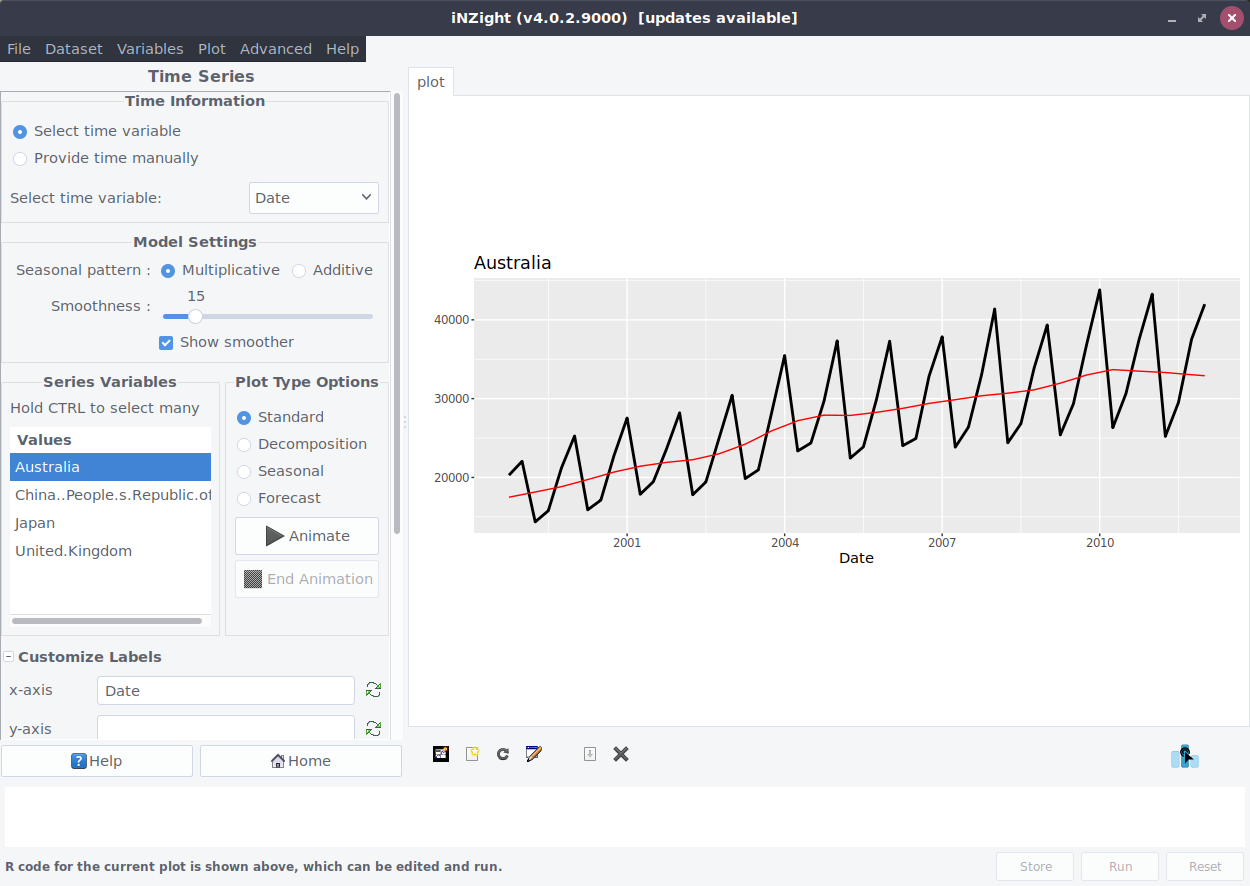 iNZight (v4.0.2.9000)  [updates available]
File Dataset Variables Plot Advanced Help
Time Series
Time Information
Select time variable
Provide time manually
Select time variable: Date
Model Settings
Seasonal pattern : Multiplicative Additive
15
Smoothness :
Show smoother
Series Variables
Hold CTRL to select many
Values
Australia
China..People.s.Republic.of
Japan
United.Kingdom
Plot Type Options
Standard
Decomposition
Seasonal
Forecast
Animate
End Animation
Customize Labels
x-axis Date
y-axis
Help Home
plot
Australia
40000
30000
20000
2001 2004 2007 2010
Date
R code for the current plot is shown above, which can be edited and run.
Store Run Reset